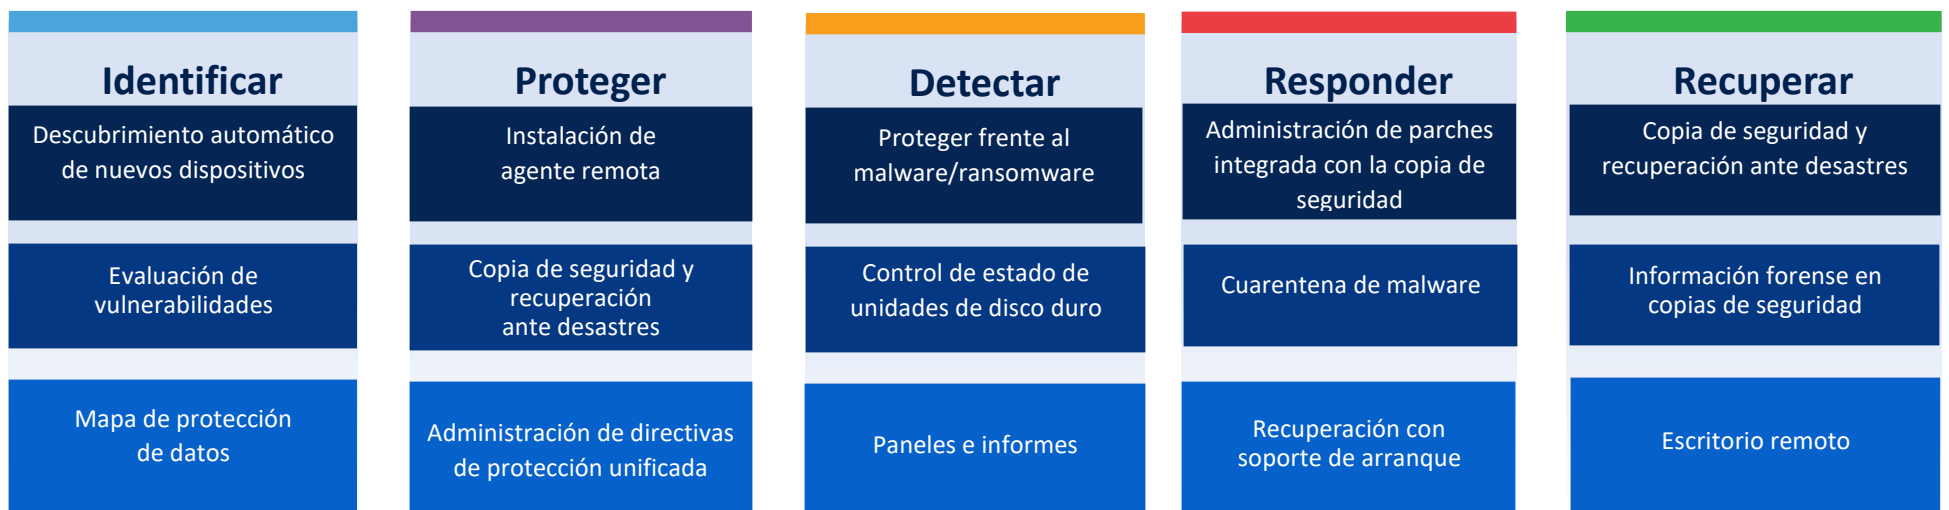 Identificar
Descubrimiento automático
de nuevos dispositivos
Evaluación de
vulnerabilidades
Mapa de protección
de datos
Proteger
Instalación de
agente remota
Copia de seguridad y
recuperación
ante desastres
Administración de directivas
de protección unificada
Detectar
Proteger frente al
malware/ransomware
Control de estado de
unidades de disco duro
Paneles e informes
Responder
Administración de parches
integrada con la copia de
seguridad
Cuarentena de malware
Recuperación con
soporte de arranque
Recuperar
Copia de seguridad y
recuperación ante desastres
Información forense en
copias de seguridad
Escritorio remoto